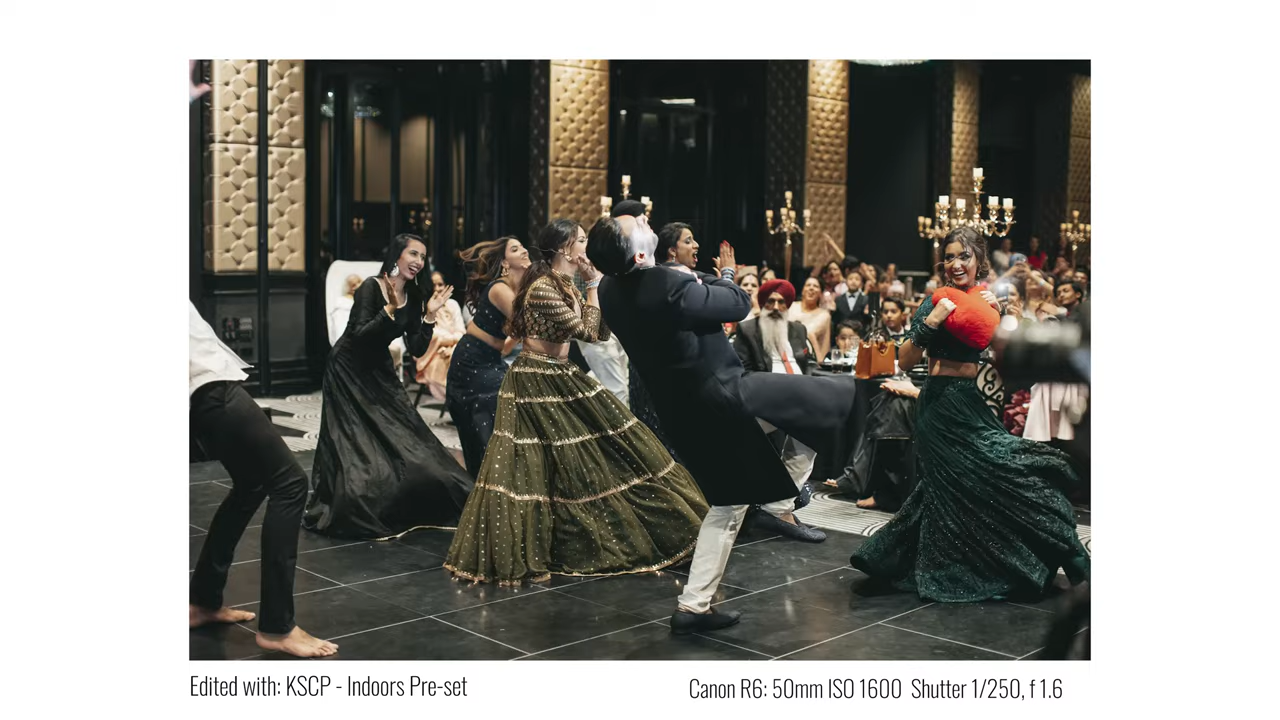 Edited with: KSCP - Indoors Pre-set
Canon R6: 50mm ISO 1600 Shutter 1/250, f 1.6